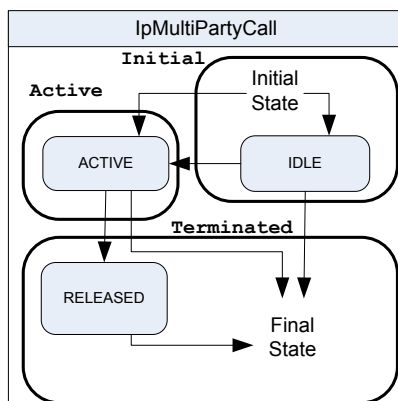 IpMultiPartyCall
Initial
Initial
State
Active
ACTIVE
IDLE
Terminated
RELEASED
Final
State